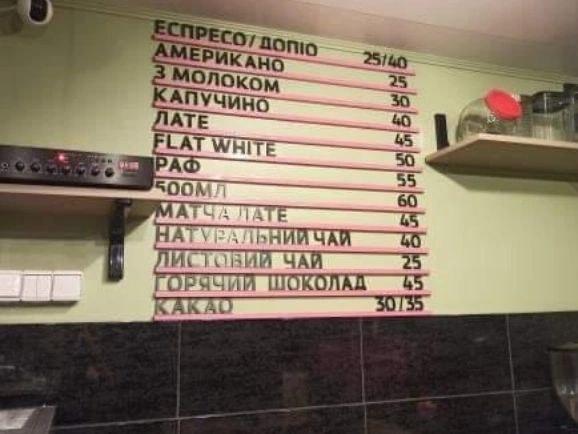 ЕСПРЕСО/ДОПІО 25/40
АМЕРИКАНО 25
З МОЛОКОМ 30
КАПУЧИНО 40
ЛАТЕ 45
FLAT WHITE 50
РАФ 55
500МЛ 60
МАТЧА ЛАТЕ 45
НАТУРАЛЬНИЙ ЧАЙ 40
ЛИСТОВИЙ ЧАЙ 25
ГОРЯЧИЙ ШОКОЛАД 45
КАКАО 30/35